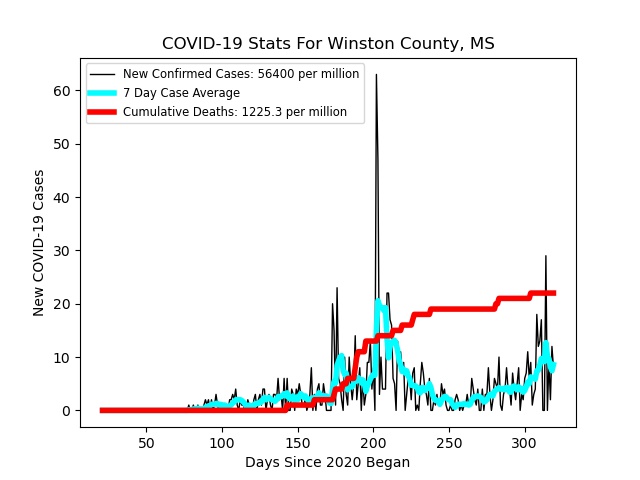 COVID-19 Stats For Winston County, MS
New Confirmed Cases: 56400 per million
7 Day Case Average
Cumulative Deaths: 1225.3 per million
New COVID-19 Cases
60
50
40
30
20
10
0
50 100 150 200 250 300
Days Since 2020 Began